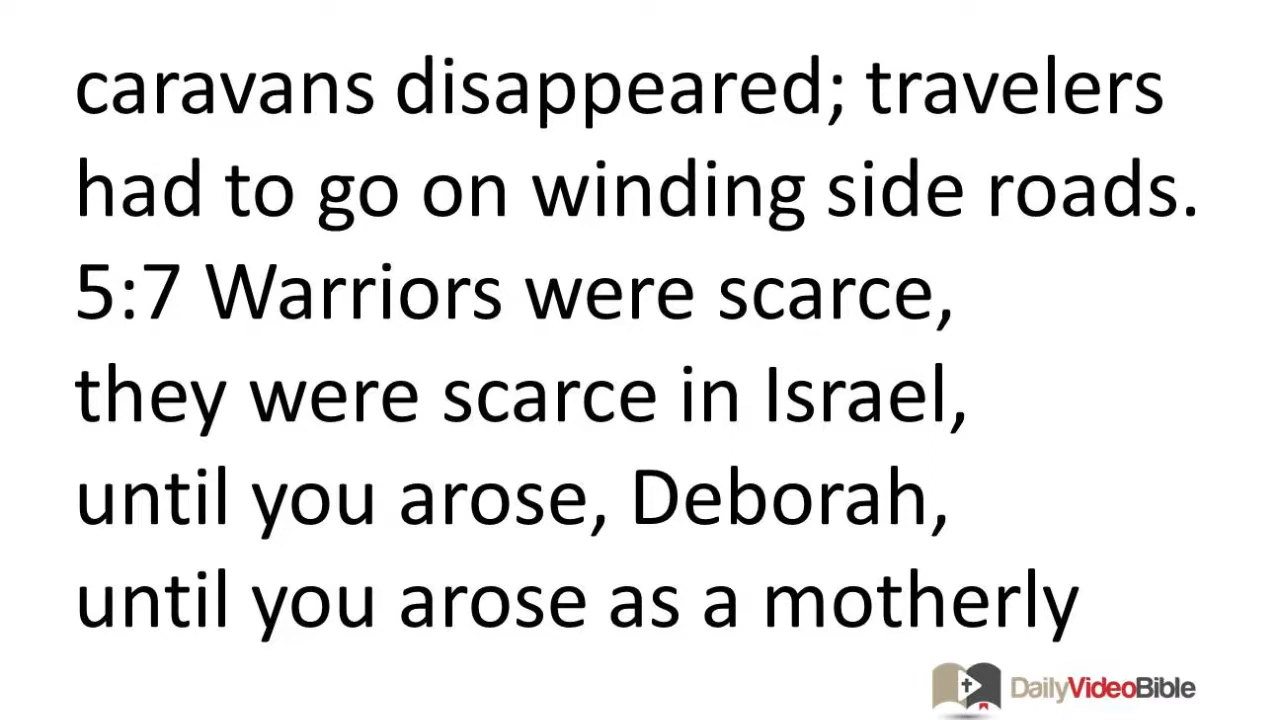 caravans disappeared; travelers
had to go on winding side roads.
5:7 Warriors were scarce,
they were scarce in Israel,
until you arose, Deborah,
until you arose as a motherly
DailyVideoBible